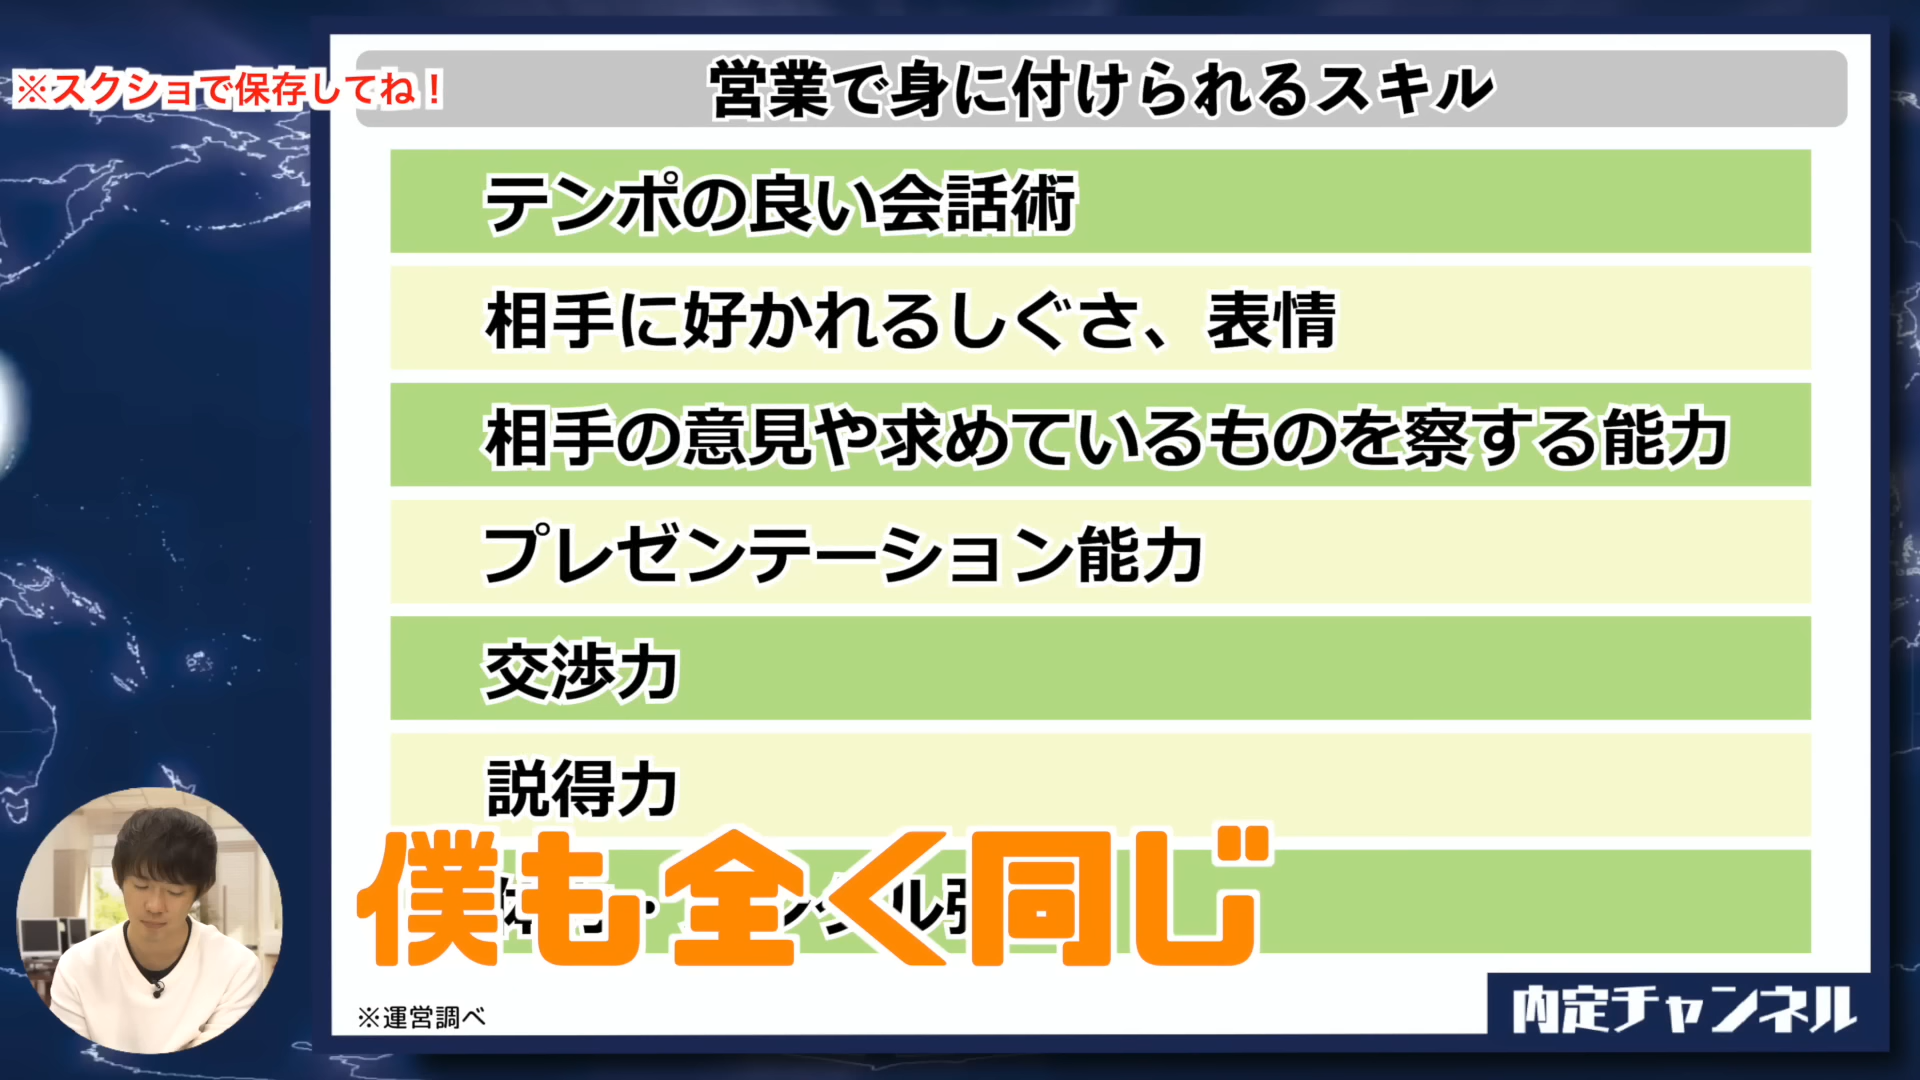 ※スクショで保存してね！
営業で身に付けられるスキル
テンポの良い会話術
相手に好かれるしぐさ、表情
相手の意見や求めているものを察する能力
プレゼンテーション能力
交渉力
説得力
僕も全く同じ
※運営調べ
内定チャンネル